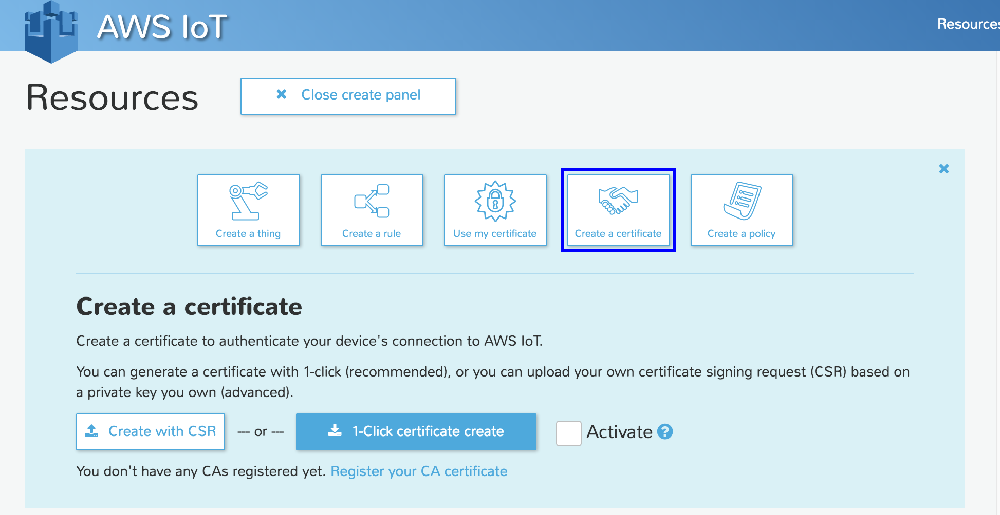 AWS IoT
Resources
Resources
Close create panel
Create a thing
Create a rule
Use my certificate
Create a certificate
Create a policy
Create a certificate
Create a certificate to authenticate your device's connection to AWS IoT.
You can generate a certificate with 1-click (recommended), or you can upload your own certificate signing request (CSR) based on
a private key you own (advanced).
Create with CSR --- or --- 1-Click certificate create Activate ?
You don't have any CAs registered yet. Register your CA certificate